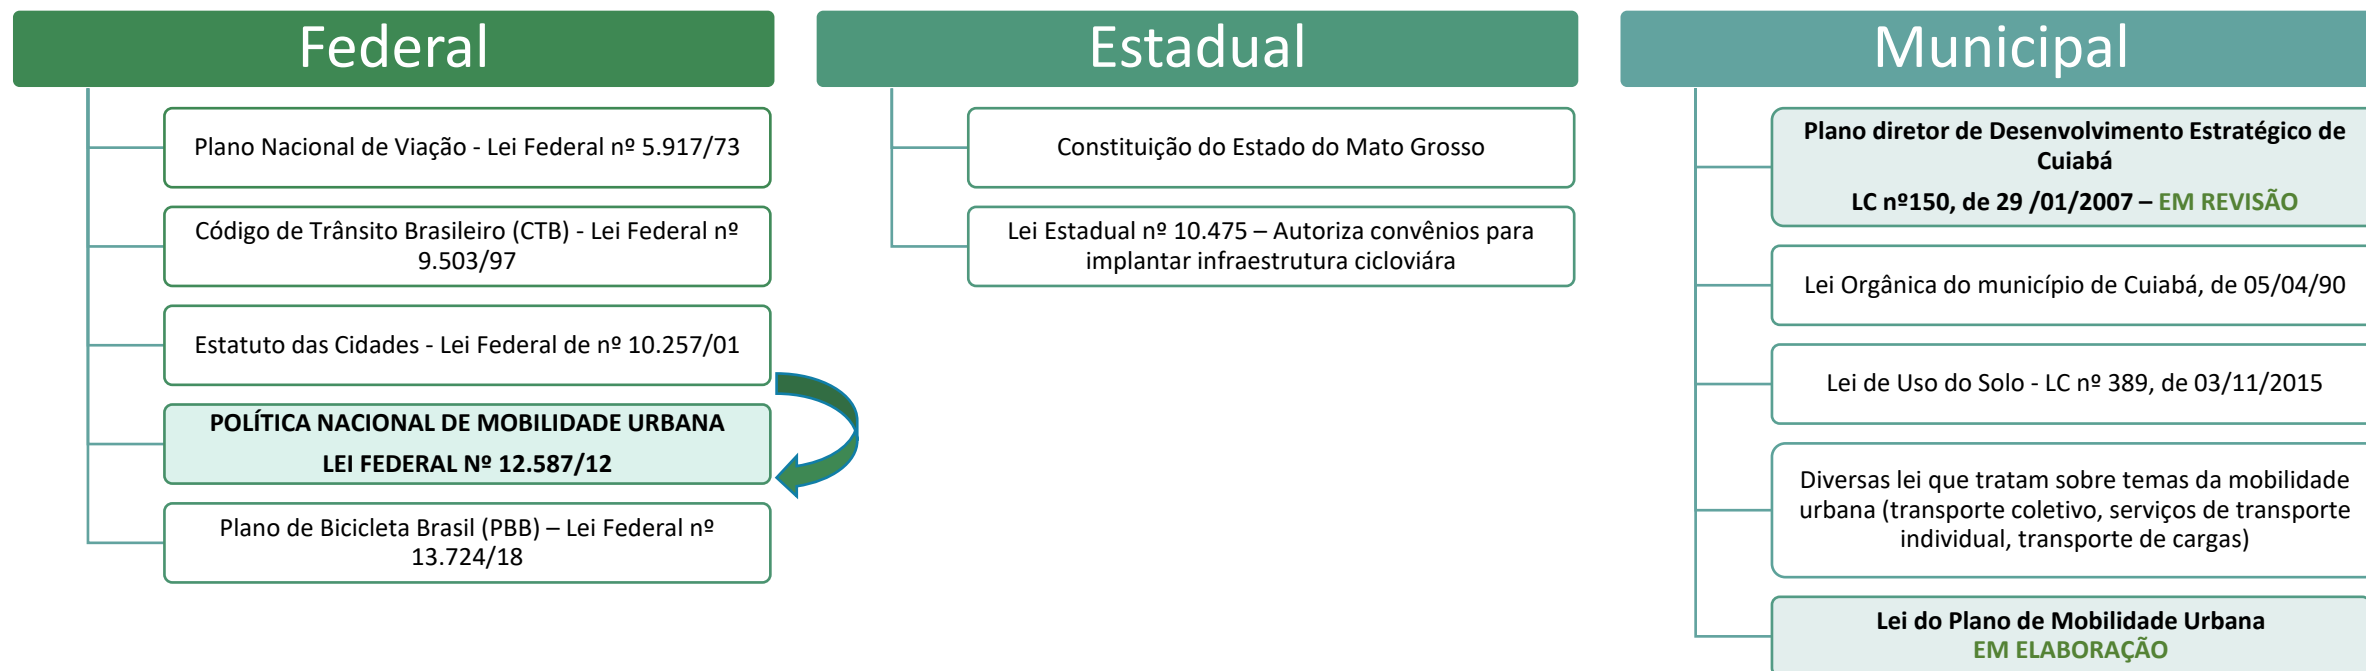 Federal
Plano Nacional de Viação - Lei Federal nº 5.917/73
Código de Trânsito Brasileiro (CTB) - Lei Federal nº
9.503/97
Estatuto das Cidades - Lei Federal de nº 10.257/01
POLÍTICA NACIONAL DE MOBILIDADE URBANA
LEI FEDERAL Nº 12.587/12
Plano de Bicicleta Brasil (PBB) – Lei Federal nº
13.724/18
Estadual
Constituição do Estado do Mato Grosso
Lei Estadual nº 10.475 – Autoriza convênios para
implantar infraestrutura cicloviára
Municipal
Plano diretor de Desenvolvimento Estratégico de
Cuiabá
LC nº150, de 29 /01/2007 – EM REVISÃO
Lei Orgânica do município de Cuiabá, de 05/04/90
Lei de Uso do Solo - LC nº 389, de 03/11/2015
Diversas lei que tratam sobre temas da mobilidade
urbana (transporte coletivo, serviços de transporte
individual, transporte de cargas)
Lei do Plano de Mobilidade Urbana
EM ELABORAÇÃO